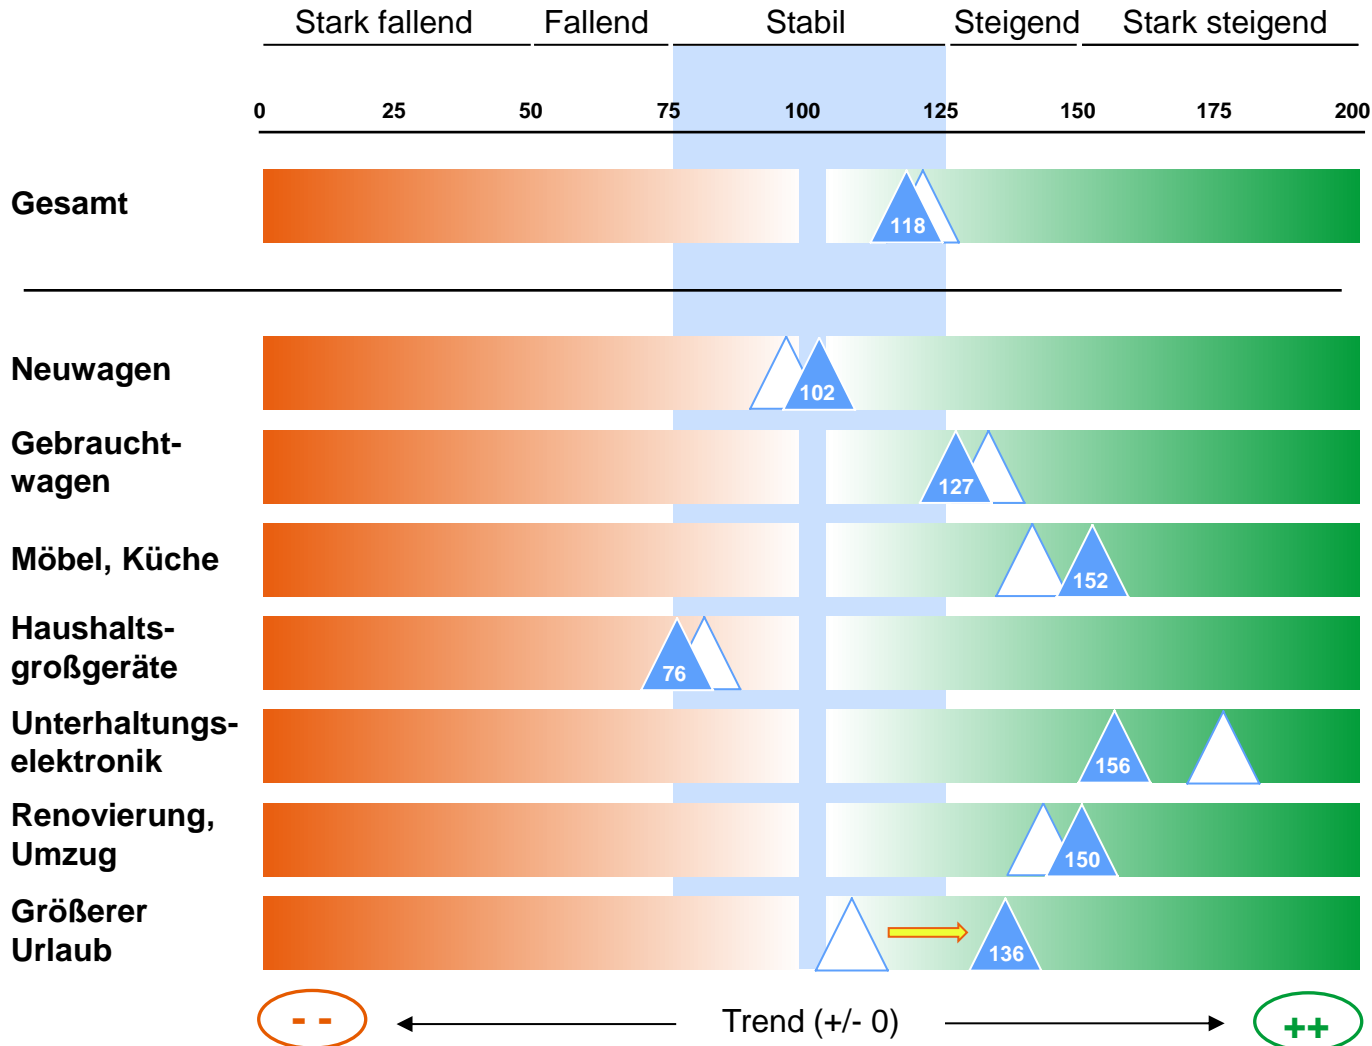 Stark fallend Fallend Stabil Steigend Stark steigend
0 25 50 75 100 125 150 175 200
Gesamt
118
Neuwagen
102
Gebraucht-
wagen
127
Möbel, Küche
152
Haushalts-
großgeräte
76
Unterhaltungs-
elektronik
156
Renovierung,
Umzug
150
Größerer
Urlaub
136
- - Trend (+/- 0) ++